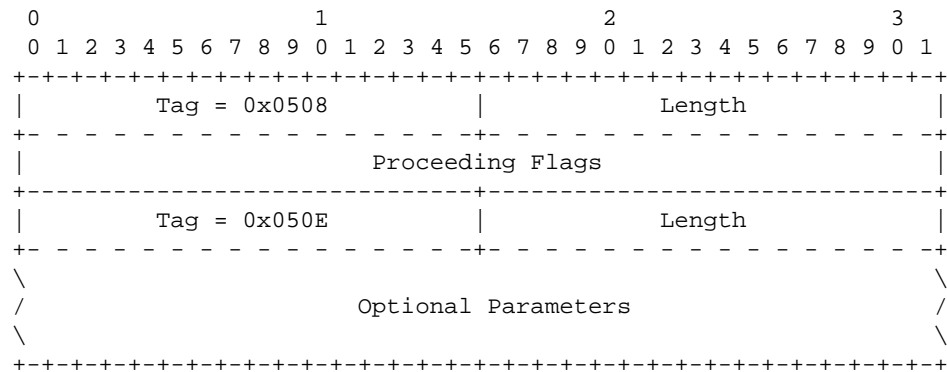 0                   1                   2                   3
 0 1 2 3 4 5 6 7 8 9 0 1 2 3 4 5 6 7 8 9 0 1 2 3 4 5 6 7 8 9 0 1
+-+-+-+-+-+-+-+-+-+-+-+-+-+-+-+-+-+-+-+-+-+-+-+-+-+-+-+-+-+-+-+-+
|         Tag = 0x0508          |            Length             |
+- - - - - - - - - - - - - - - -+- - - - - - - - - - - - - - - -+
|                        Proceeding Flags                       |
+-------------------------------+-------------------------------+
|         Tag = 0x050E          |            Length             |
+- - - - - - - - - - - - - - - -+- - - - - - - - - - - - - - - -+
\                                                               \
/                       Optional Parameters                     /
\                                                               \
+-+-+-+-+-+-+-+-+-+-+-+-+-+-+-+-+-+-+-+-+-+-+-+-+-+-+-+-+-+-+-+-+